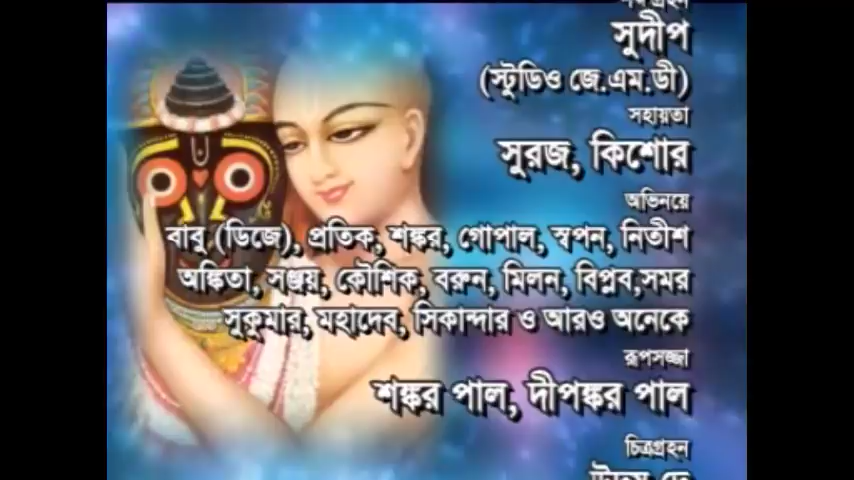 সুদীপ
(স্টুডিও জে.এম.ডী)
সহায়তা
সুরজ, কিশোর
অভিনয়ে
বাবু (ডিজে), প্রতিক, শঙ্কর, গোপাল, স্বপন, নিতীশ
অঙ্কিতা, সঞ্জয়, কৌশিক, বরুন, মিলন, বিপ্লব,সমর
সুকুমার, মহাদেব, সিকান্দার ও আরও অনেকে
রূপসজ্জা
শঙ্কর পাল, দীপঙ্কর পাল
চিত্রগ্রহন